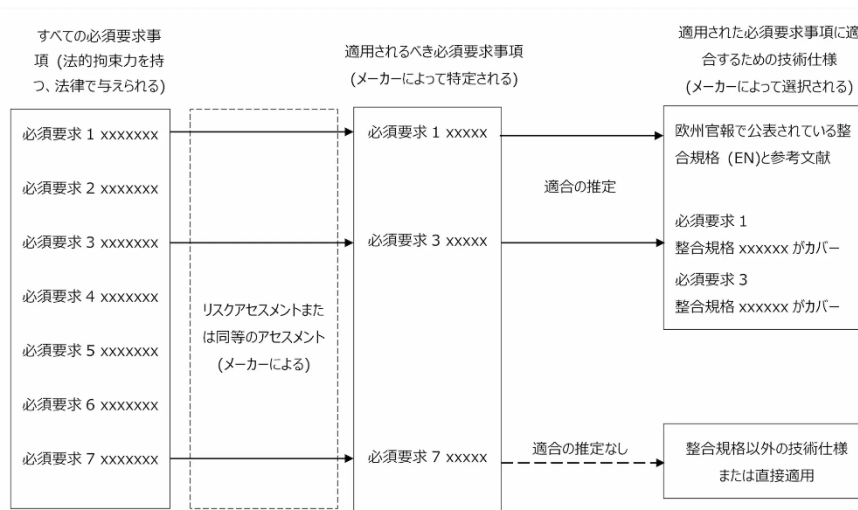 すべての必須要求事
項 (法的拘束力を持
つ、法律で与えられる)
必須要求 1 xxxxxxx
必須要求 2 xxxxxxx
必須要求 3 xxxxxxx
必須要求 4 xxxxxxx
必須要求 5 xxxxxxx
必須要求 6 xxxxxxx
必須要求 7 xxxxxxx
リスクアセスメントまた
は同等のアセスメント
(メーカーによる)
適用されるべき必須要求事項
(メーカーによって特定される)
必須要求 1 xxxxx
必須要求 3 xxxxx
必須要求 7 xxxxx
適合の推定
適合の推定なし
適用された必須要求事項に適
合するための技術仕様
(メーカーによって選択される)
欧州官報で公表されている整
合規格 (EN)と参考文献
必須要求 1
整合規格 xxxxxx がカバー
必須要求 3
整合規格 xxxxxx がカバー
整合規格以外の技術仕様
または直接適用